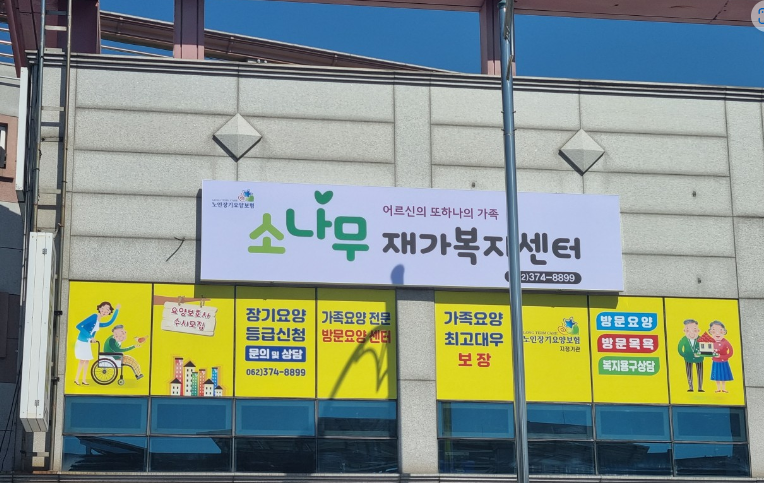 노인장기요양보험
어르신의 또하나의 가족
소나무 재가복지센터
062)374-8899
요양보호사
수시모집
장기요양
등급신청
문의 및 상담
062)374-8899
가족요양 전문
방문요양 센터
가족요양
최고대우
보장
노인장기요양보험
지정기관
방문요양
방문목욕
복지용구상담